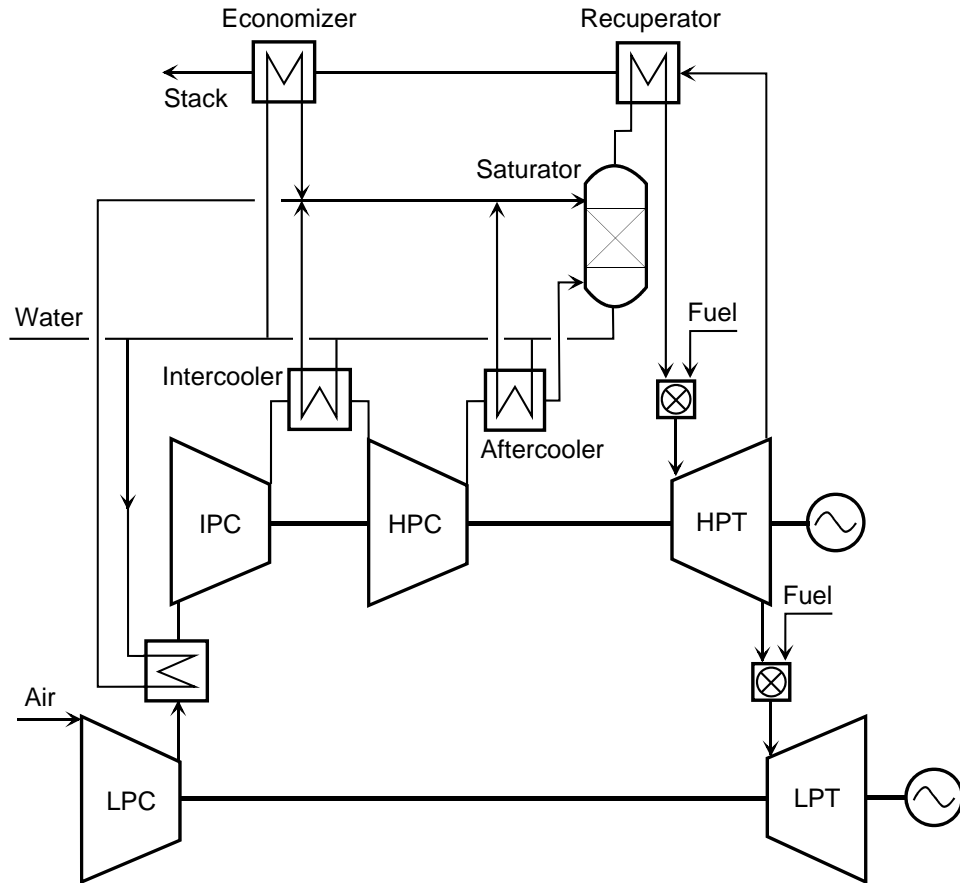 Economizer
Recuperator
Stack
Saturator
Water
Fuel
Intercooler
Aftercooler
IPC
HPC
HPT
Fuel
Air
LPC
LPT